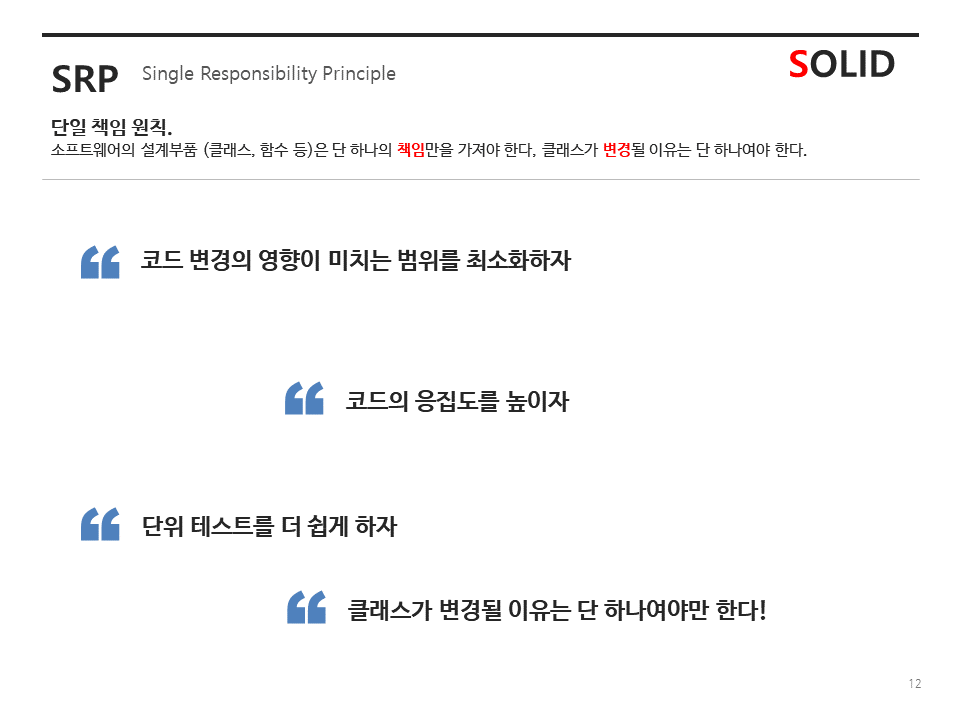 SRP
Single Responsibility Principle
SOLID
단일 책임 원칙.
소프트웨어의 설계부품 (클래스, 함수 등)은 단 하나의 책임만을 가져야 한다, 클래스가 변경될 이유는 단 하나여야 한다.
❝ 코드 변경의 영향이 미치는 범위를 최소화하자
❝ 코드의 응집도를 높이자
❝ 단위 테스트를 더 쉽게 하자
❝ 클래스가 변경될 이유는 단 하나여야만 한다!
12